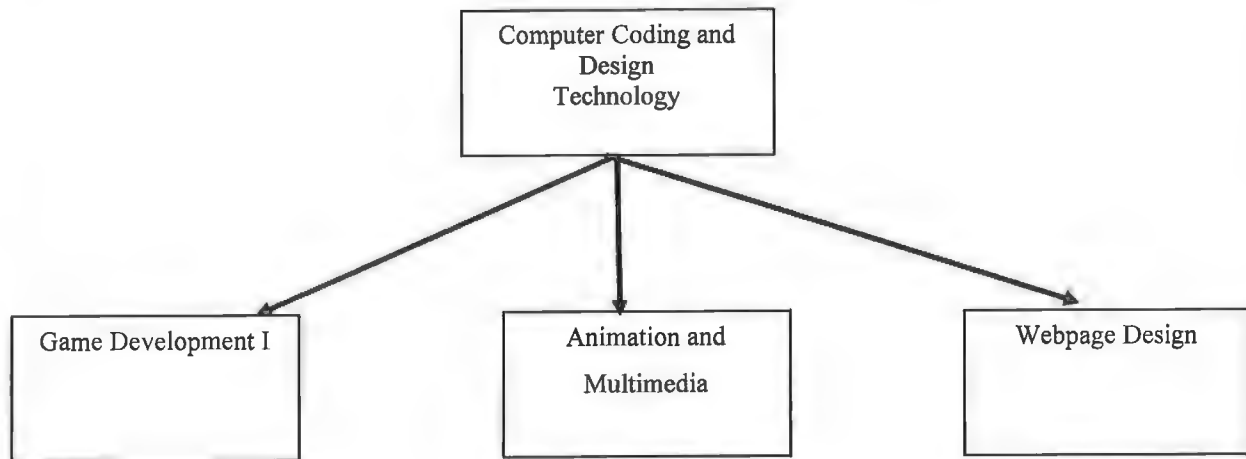 Computer Coding and
Design
Technology
Game Development I
Animation and
Multimedia
Webpage Design